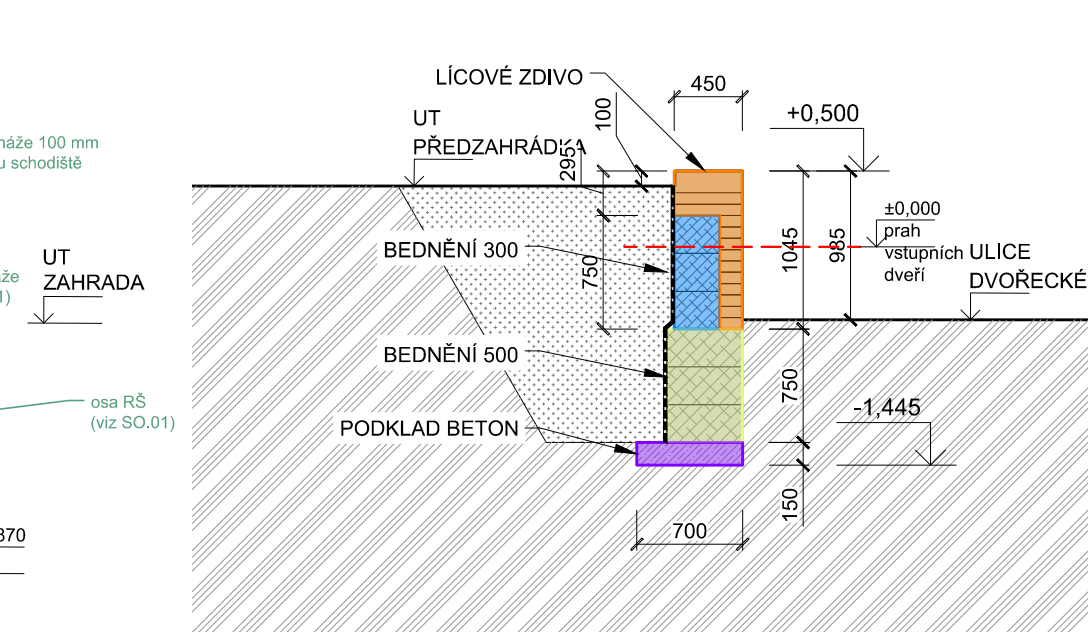 LÍCOVÉ ZDIVO
450
100
+0,500
UT
PŘEDZAHRÁDKA
295
áže 100 mm
u schodiště
±0,000
prah
vstupních
dveří
ULICE
DVOŘECKÉ
UT
ZAHRADA
BEDNĚNÍ 300
750
1045
985
BEDNĚNÍ 500
750
-1,445
osa RŠ
(viz SO.01)
PODKLAD BETON
150
700
370